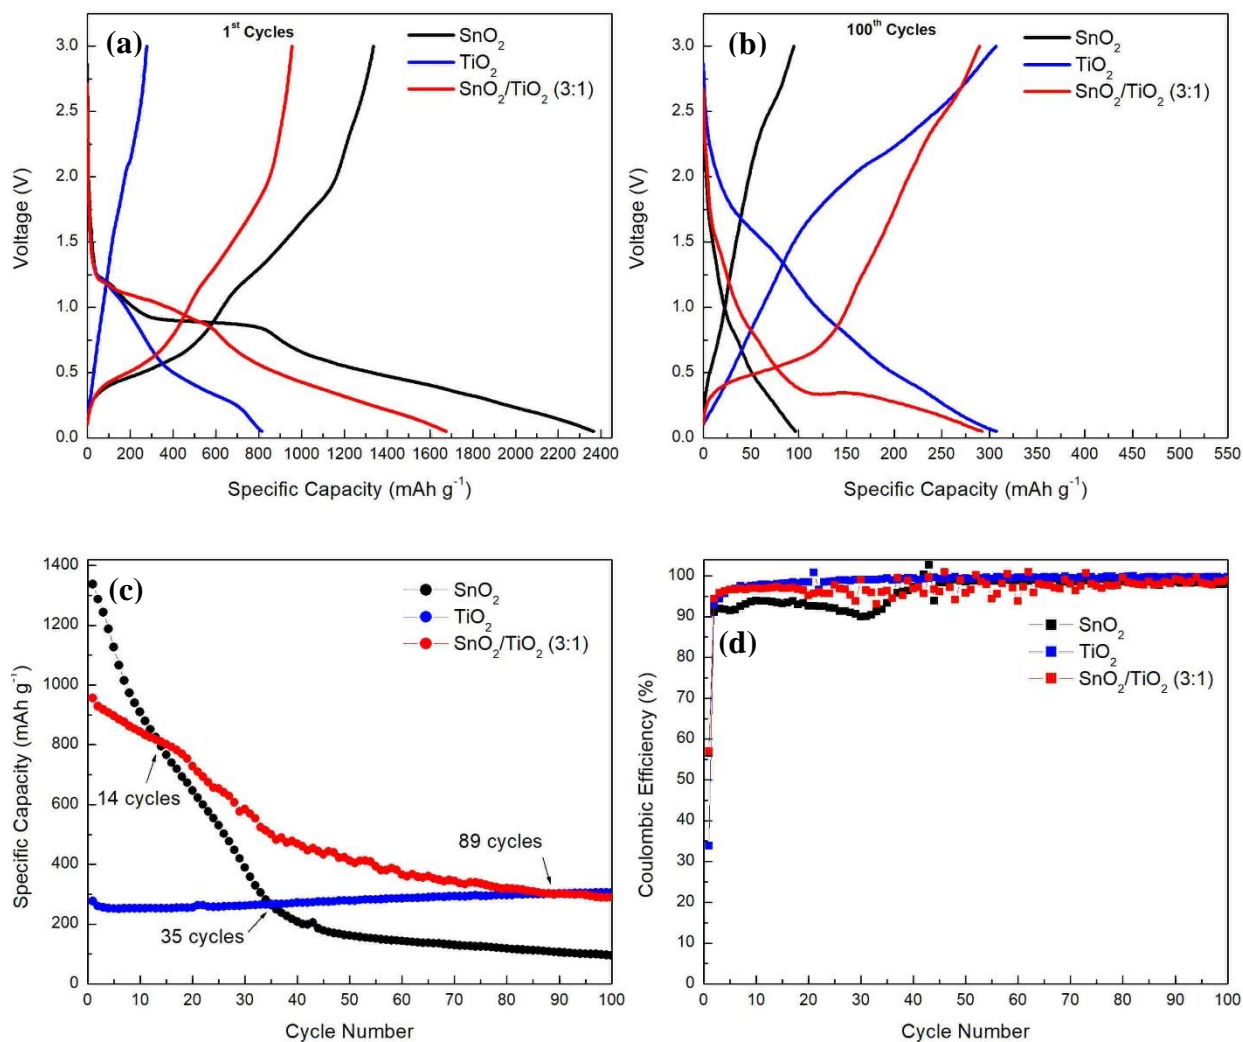 (a)
1st Cycles
SnO2
TiO2
SnO2/TiO2 (3:1)
3.0
2.5
2.0
1.5
1.0
0.5
0.0
Voltage (V)
0 200 400 600 800 1000 1200 1400 1600 1800 2000 2200 2400
Specific Capacity (mAh g-1)
(b)
100th Cycles
SnO2
TiO2
SnO2/TiO2 (3:1)
3.0
2.5
2.0
1.5
1.0
0.5
0.0
Voltage (V)
0 50 100 150 200 250 300 350 400 450 500 550
Specific Capacity (mAh g-1)
(c)
SnO2
TiO2
SnO2/TiO2 (3:1)
1400
1200
1000
800
600
400
200
0
Specific Capacity (mAh g-1)
14 cycles
35 cycles
89 cycles
0 10 20 30 40 50 60 70 80 90 100
Cycle Number
(d)
SnO2
TiO2
SnO2/TiO2 (3:1)
100
90
80
70
60
50
40
30
20
10
0
Coulombic Efficiency (%)
0 10 20 30 40 50 60 70 80 90 100
Cycle Number